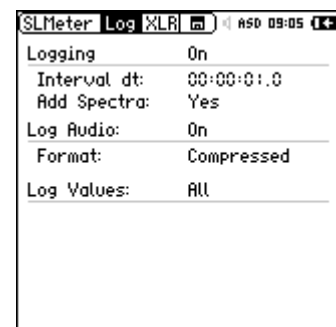 SLMeter Log XLR ASD 09:05
Logging On
Interval dt: 00:00:01.0
Add Spectra: Yes
Log Audio: On
Format: Compressed
Log Values: All